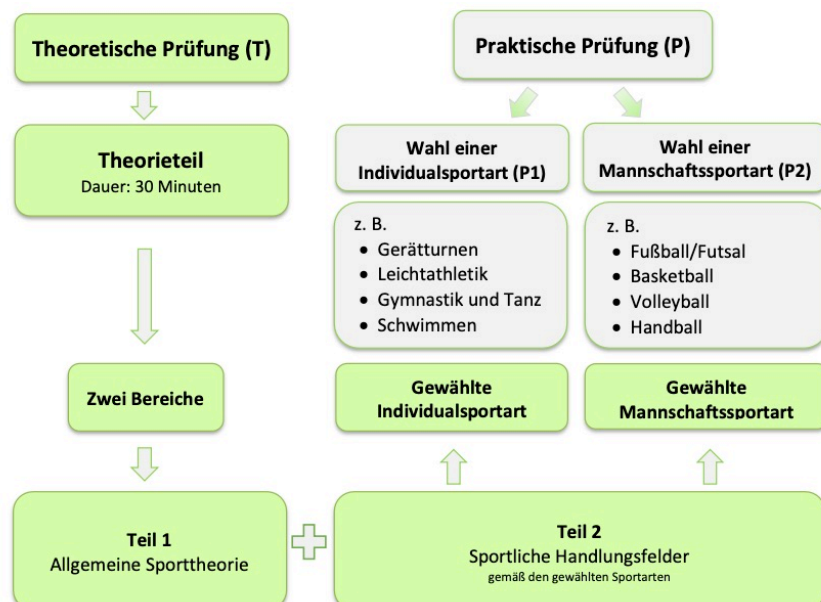 Theoretische Prüfung (T)
Theorieteil
Dauer: 30 Minuten
Zwei Bereiche
Teil 1
Allgemeine Sporttheorie
Praktische Prüfung (P)
Wahl einer
Individualsportart (P1)
z. B.
• Gerätturnen
• Leichtathletik
• Gymnastik und Tanz
• Schwimmen
Gewählte
Individualsportart
Wahl einer
Mannschaftssportart (P2)
z. B.
• Fußball/Futsal
• Basketball
• Volleyball
• Handball
Gewählte
Mannschaftssportart
Teil 2
Sportliche Handlungsfelder
gemäß den gewählten Sportarten